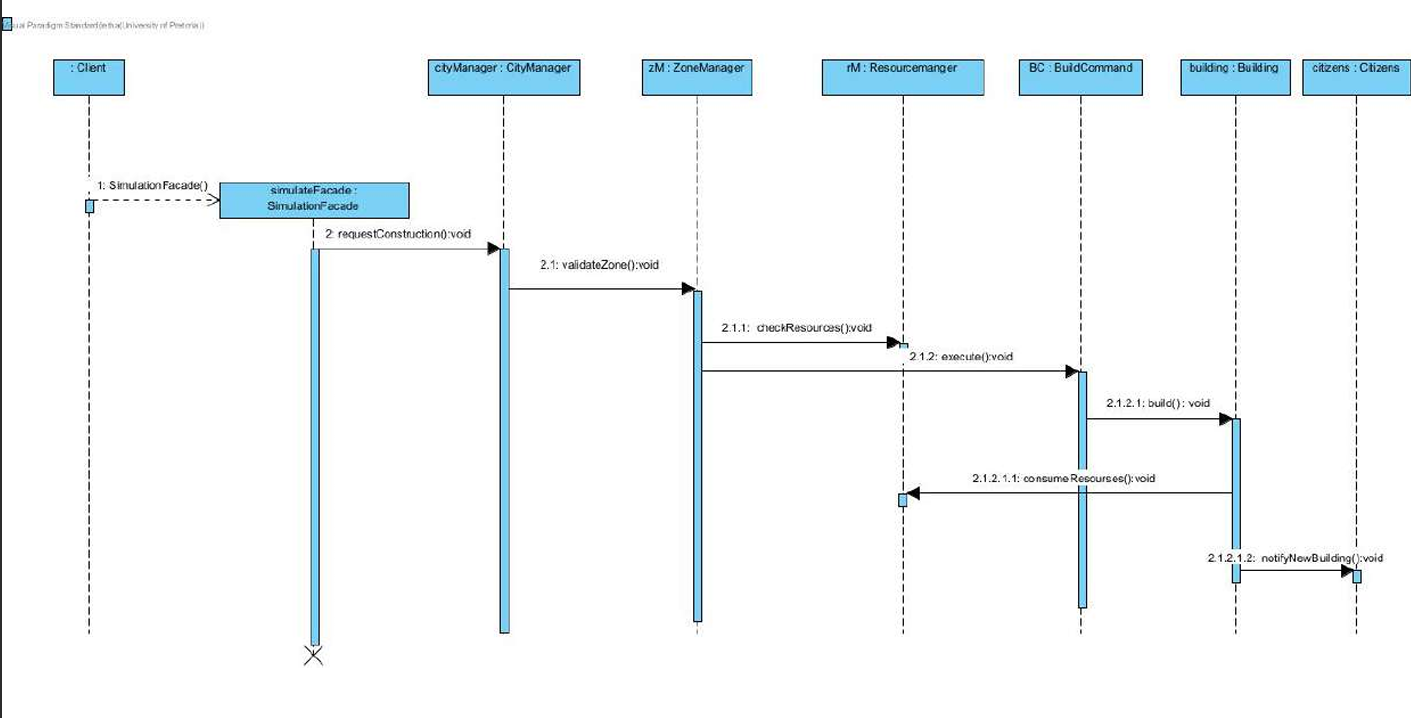 Visual Paradigm Standard(eitha(University of Pretoria))
: Client
cityManager : CityManager
zM : ZoneManager
rM : Resourcemanger
BC : BuildCommand
building : Building
citizens : Citizens
1: SimulationFacade()
simulateFacade :
SimulationFacade
2: requestConstruction():void
2.1: validateZone():void
2.1.1: checkResources():void
2.1.2: execute():void
2.1.2.1: build() : void
2.1.2.1.1: consumeResourses():void
2.1.2.1.2: notifyNewBuilding():void